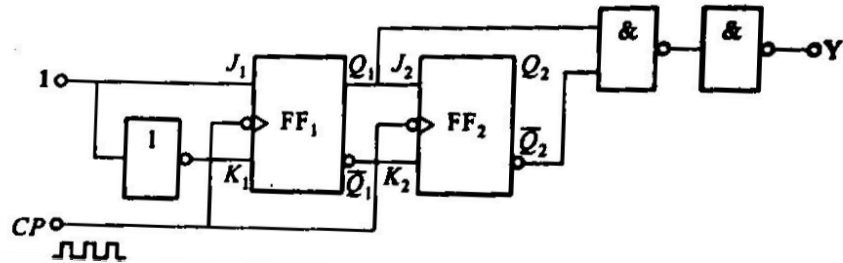 & &
J₁ Q₁ J₂ Q₂ Y
1
FF₁ FF₂
1
Q̅₂
K₁ Q̅₁ K₂
CP